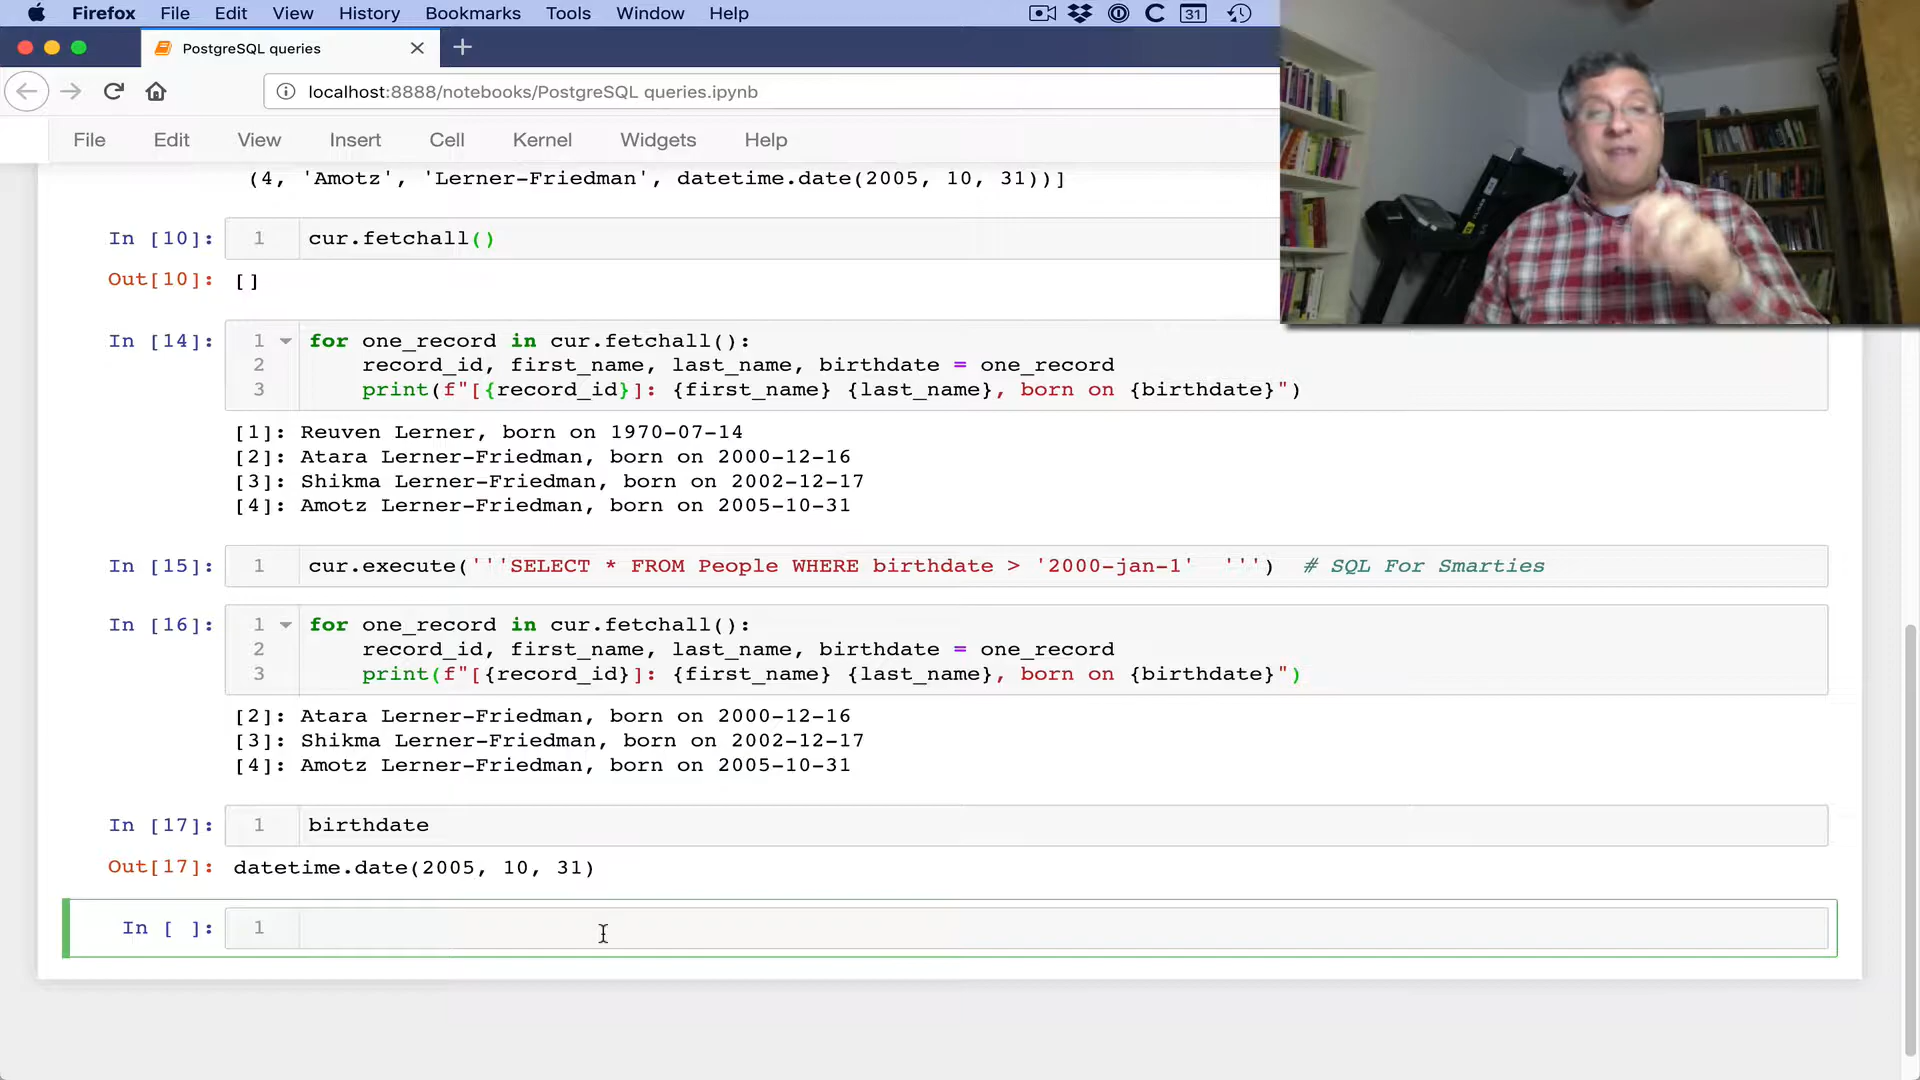 Firefox File Edit View History Bookmarks Tools Window Help 31
PostgreSQL queries
localhost:8888/notebooks/PostgreSQL queries.ipynb
File Edit View Insert Cell Kernel Widgets Help
(4, 'Amotz', 'Lerner-Friedman', datetime.date(2005, 10, 31))]
In [10]: 1 cur.fetchall()
Out[10]: []
In [14]: 1 for one_record in cur.fetchall():
2 record_id, first_name, last_name, birthdate = one_record
3 print(f"[{record_id}]: {first_name} {last_name}, born on {birthdate}")
[1]: Reuven Lerner, born on 1970-07-14
[2]: Atara Lerner-Friedman, born on 2000-12-16
[3]: Shikma Lerner-Friedman, born on 2002-12-17
[4]: Amotz Lerner-Friedman, born on 2005-10-31
In [15]: 1 cur.execute('''SELECT * FROM People WHERE birthdate > '2000-jan-1' ''') # SQL For Smarties
In [16]: 1 for one_record in cur.fetchall():
2 record_id, first_name, last_name, birthdate = one_record
3 print(f"[{record_id}]: {first_name} {last_name}, born on {birthdate}")
[2]: Atara Lerner-Friedman, born on 2000-12-16
[3]: Shikma Lerner-Friedman, born on 2002-12-17
[4]: Amotz Lerner-Friedman, born on 2005-10-31
In [17]: 1 birthdate
Out[17]: datetime.date(2005, 10, 31)
In [ ]: 1